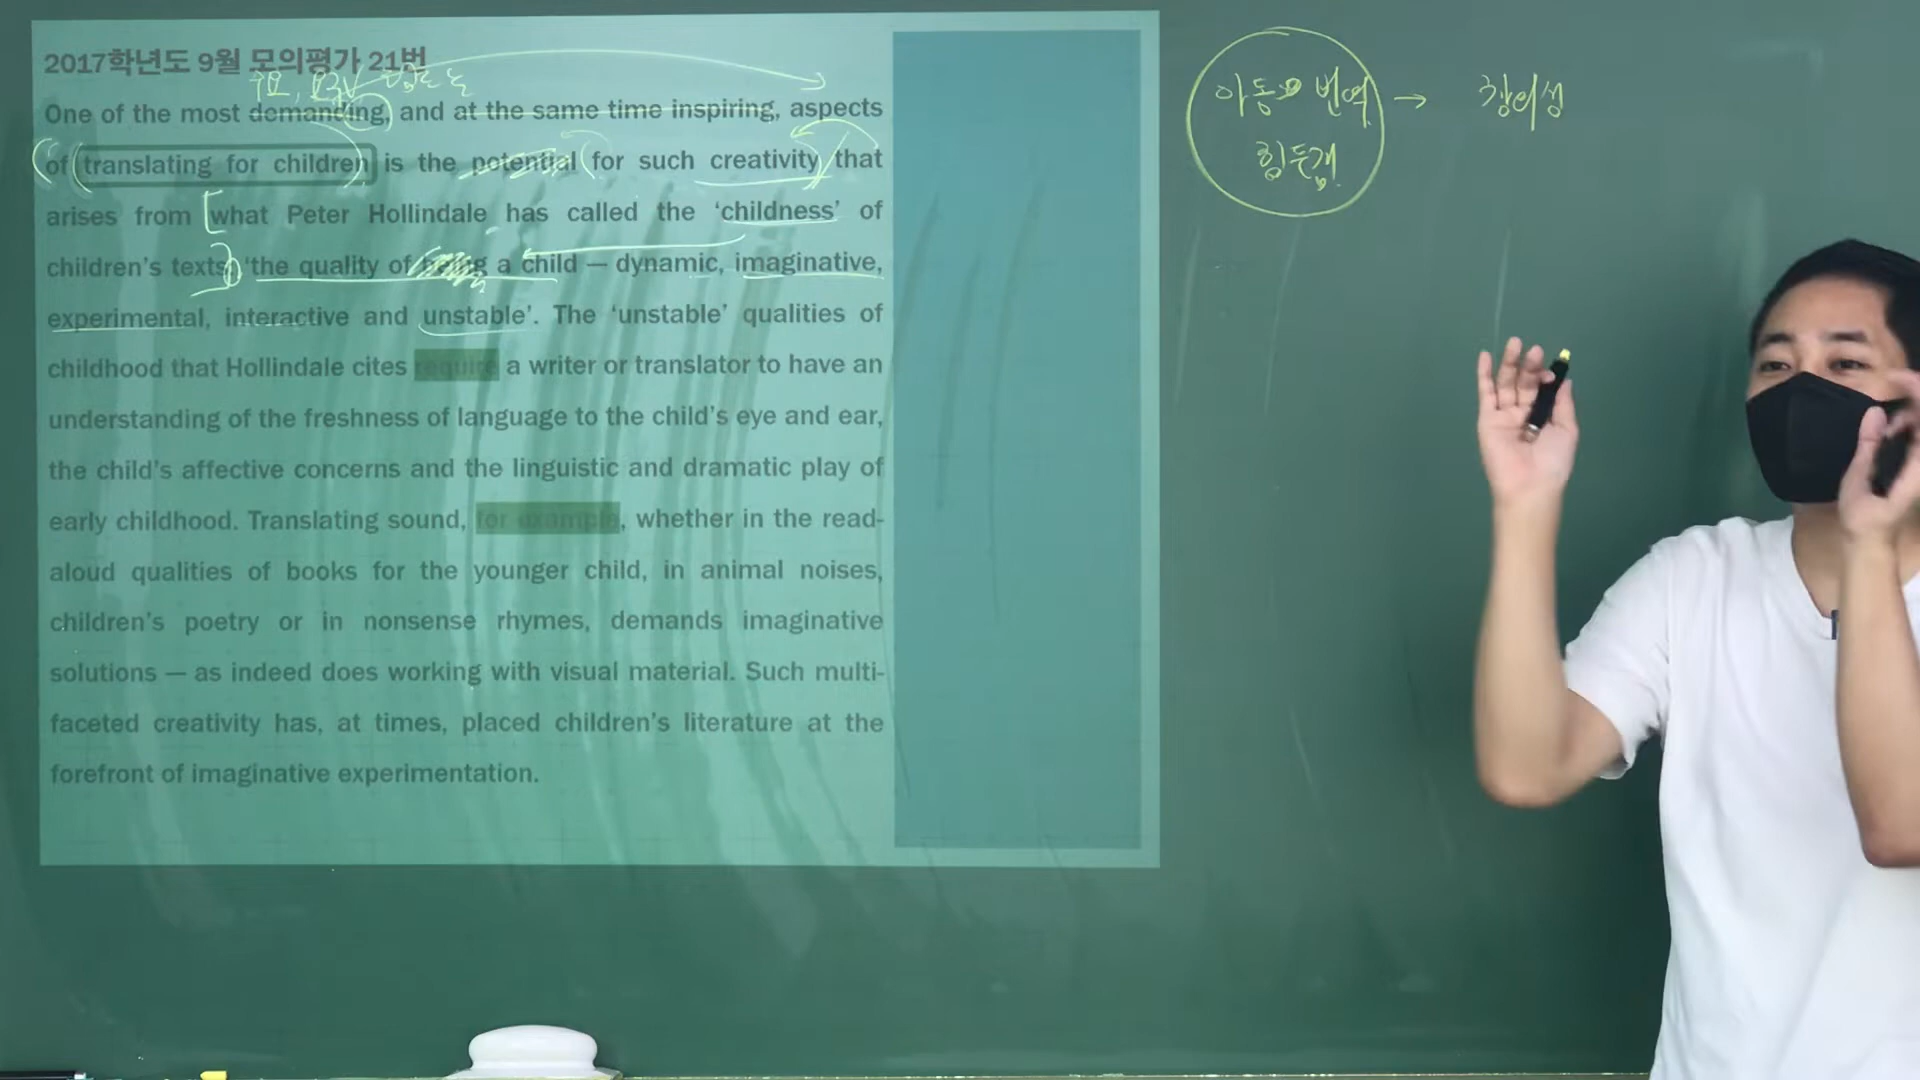 2017학년도 9월 모의평가 21번
One of the most demanding, and at the same time inspiring, aspects
of translating for children is the potential for such creativity that
arises from what Peter Hollindale has called the ‘childness’ of
children’s texts: ‘the quality of being a child — dynamic, imaginative,
experimental, interactive and unstable’. The ‘unstable’ qualities of
childhood that Hollindale cites require a writer or translator to have an
understanding of the freshness of language to the child’s eye and ear,
the child’s affective concerns and the linguistic and dramatic play of
early childhood. Translating sound, for example, whether in the read-
aloud qualities of books for the younger child, in animal noises,
children’s poetry or in nonsense rhymes, demands imaginative
solutions — as indeed does working with visual material. Such multi-
faceted creativity has, at times, placed children’s literature at the
forefront of imaginative experimentation.
아동 번역 → 창의성
힘든점